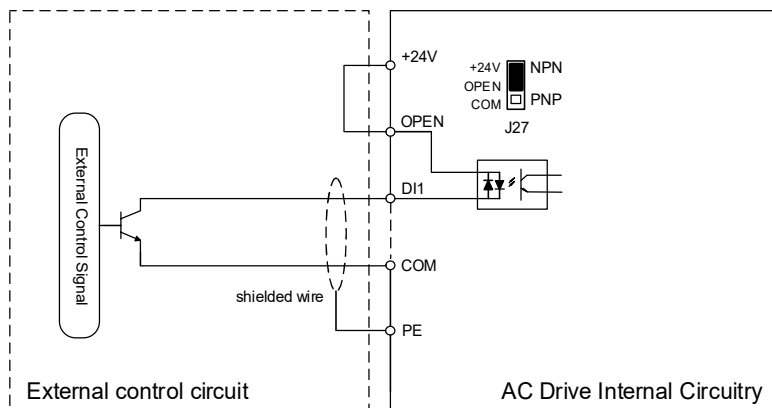 +24V
+24V
NPN
OPEN
COM
PNP
J27
OPEN
External Control Signal
DI1
COM
shielded wire
PE
External control circuit
AC Drive Internal Circuitry